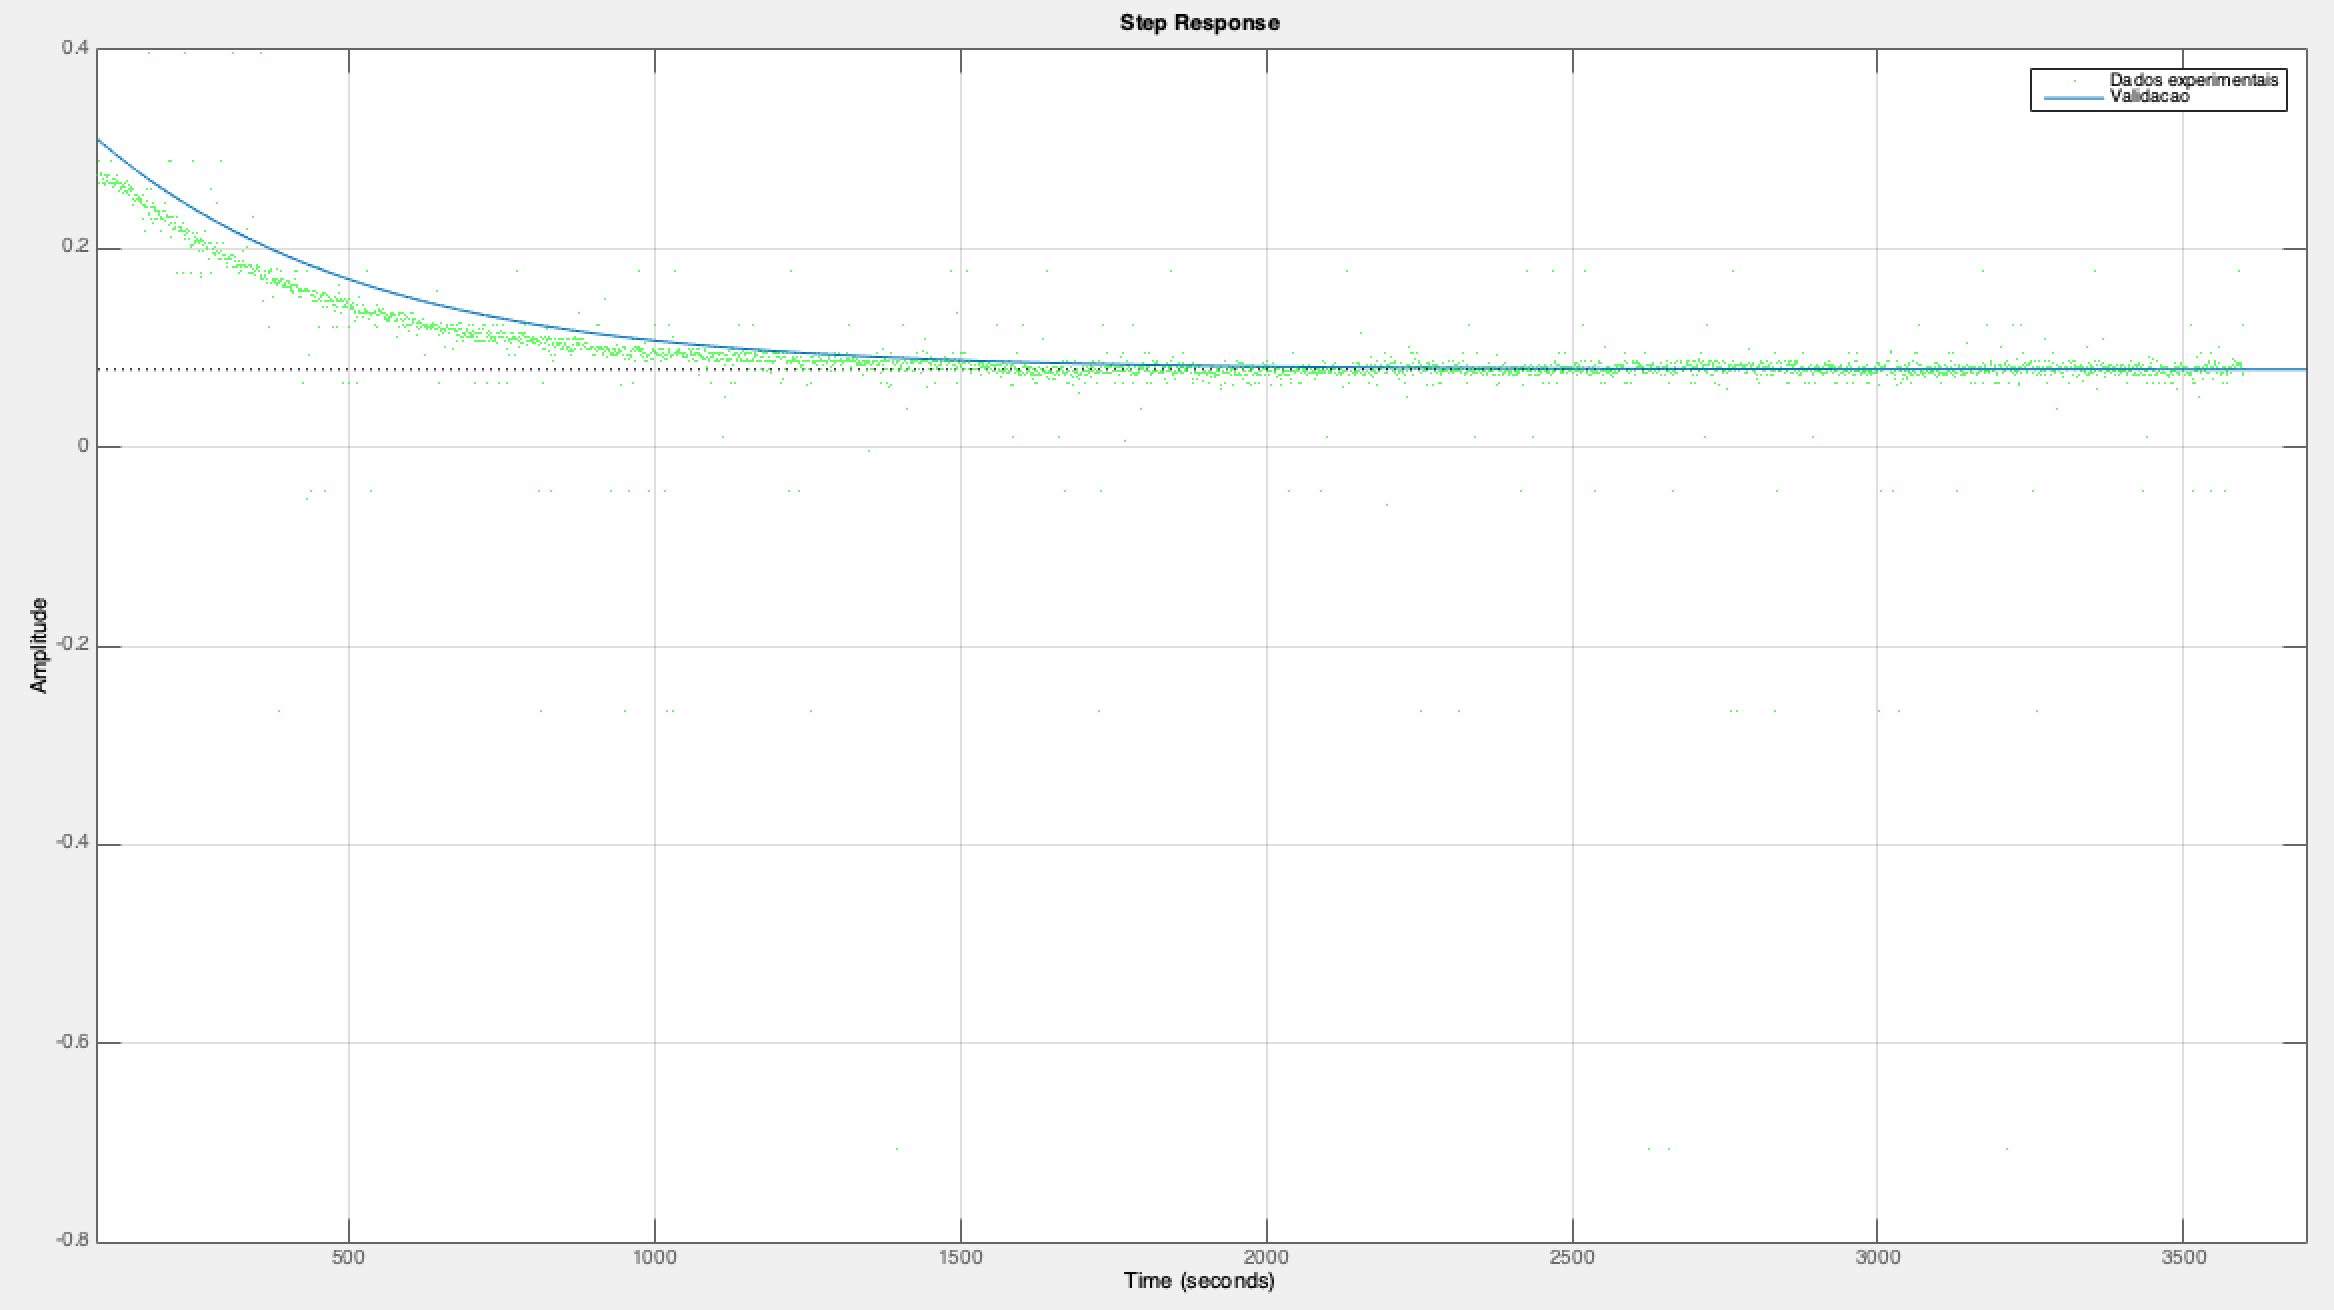 Step Response
Dados experimentais
Validacao
0.4
0.2
0
-0.2
-0.4
-0.6
-0.8
Amplitude
500
1000
1500
2000
2500
3000
3500
Time (seconds)